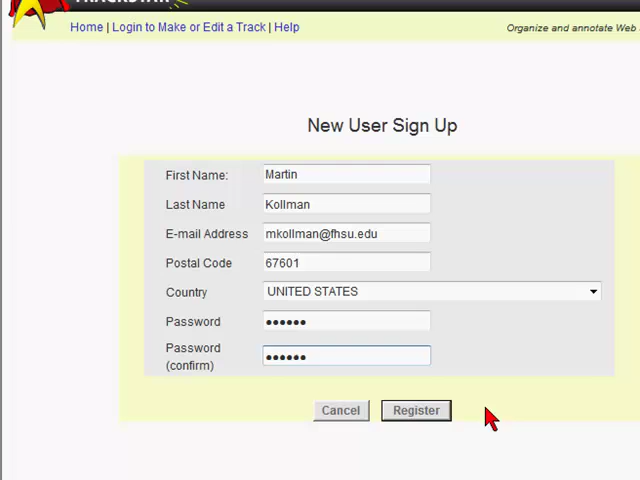 TRACKSTAR
Home | Login to Make or Edit a Track | Help
Organize and annotate Web
New User Sign Up
First Name: Martin
Last Name Kollman
E-mail Address mkollman@fhsu.edu
Postal Code 67601
Country UNITED STATES
Password ••••••
Password
(confirm) ••••••
Cancel Register